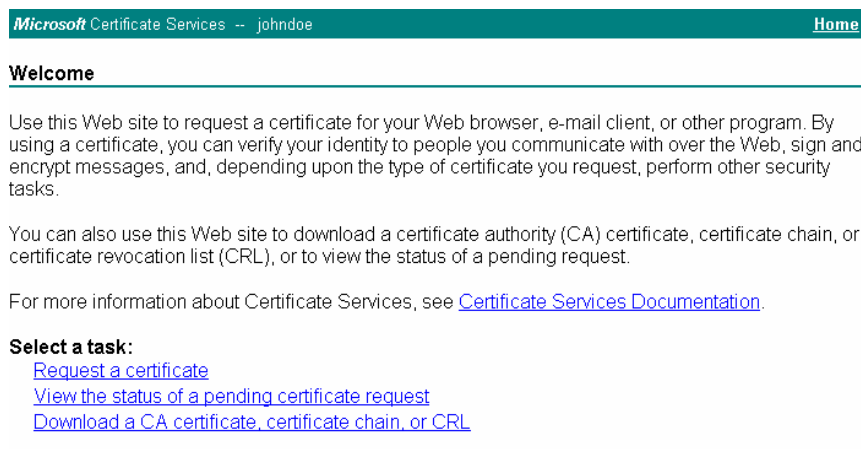 Microsoft Certificate Services -- johndoe Home
Welcome
Use this Web site to request a certificate for your Web browser, e-mail client, or other program. By
using a certificate, you can verify your identity to people you communicate with over the Web, sign and
encrypt messages, and, depending upon the type of certificate you request, perform other security
tasks.
You can also use this Web site to download a certificate authority (CA) certificate, certificate chain, or
certificate revocation list (CRL), or to view the status of a pending request.
For more information about Certificate Services, see Certificate Services Documentation.
Select a task:
Request a certificate
View the status of a pending certificate request
Download a CA certificate, certificate chain, or CRL